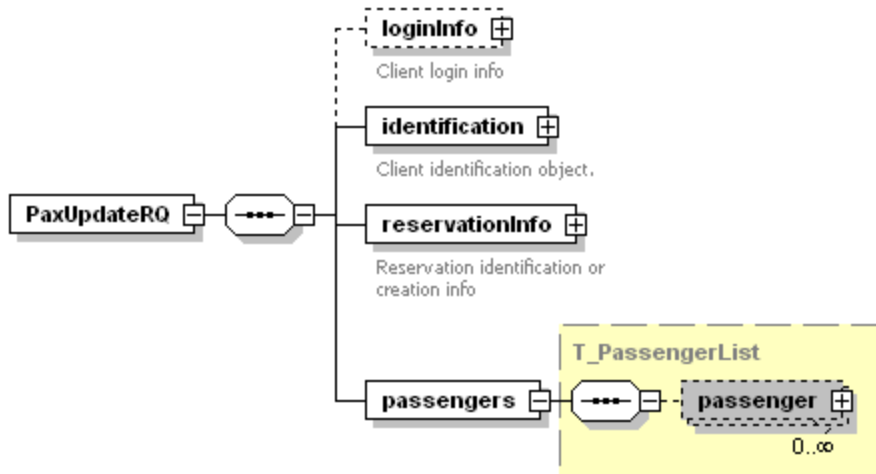 loginInfo
Client login info
identification
Client identification object.
PaxUpdateRQ
reservationInfo
Reservation identification or
creation info
T_PassengerList
passengers
passenger
0..∞